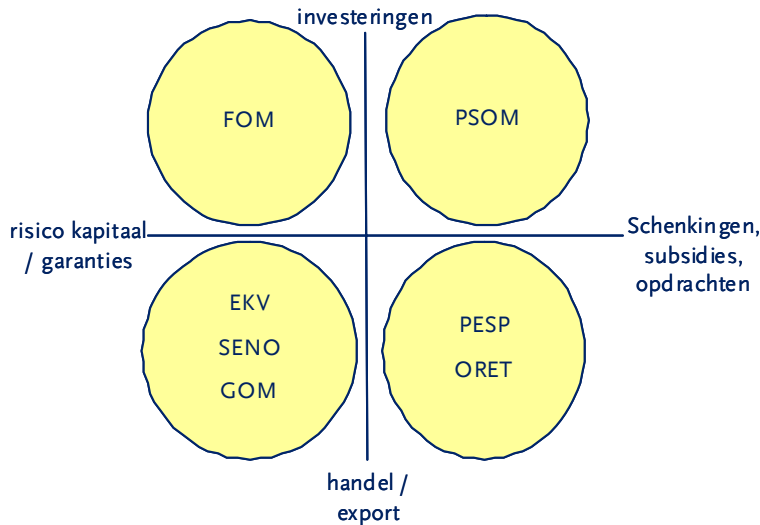 investeringen
FOM
PSOM
risico kapitaal
/ garanties
Schenkingen,
subsidies,
opdrachten
EKV
SENO
GOM
PESP
ORET
handel /
export